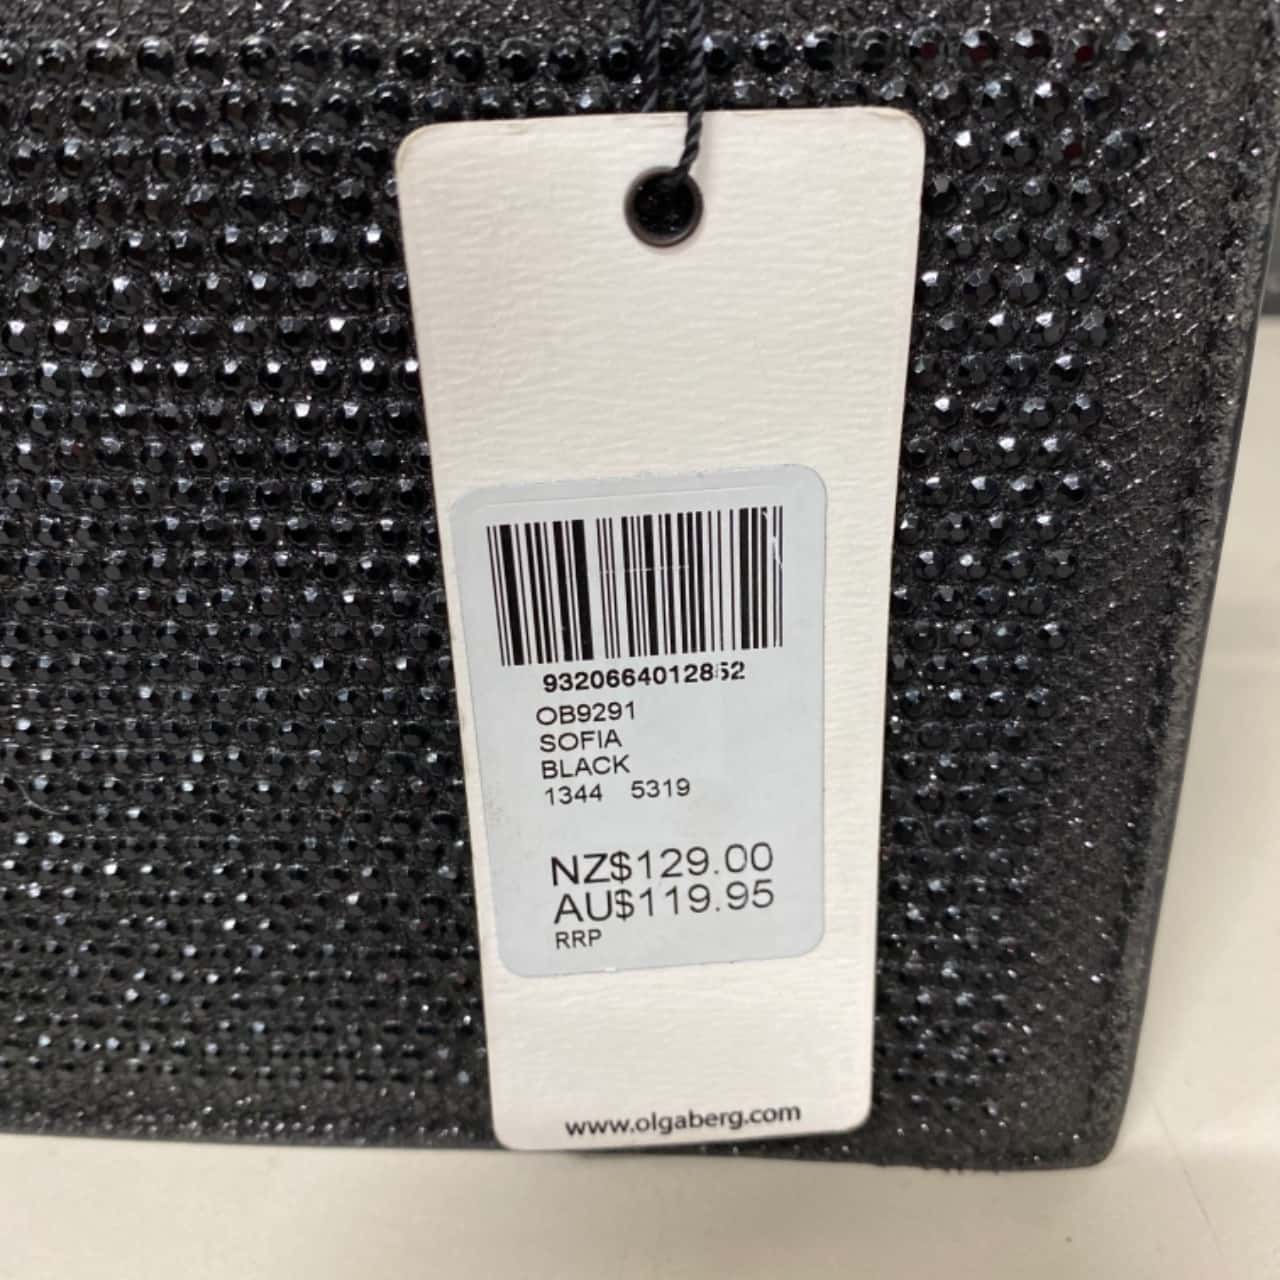 9320664012852
OB9291
SOFIA
BLACK
1344 5319
NZ$129.00
AU$119.95
RRP
www.olgaberg.com